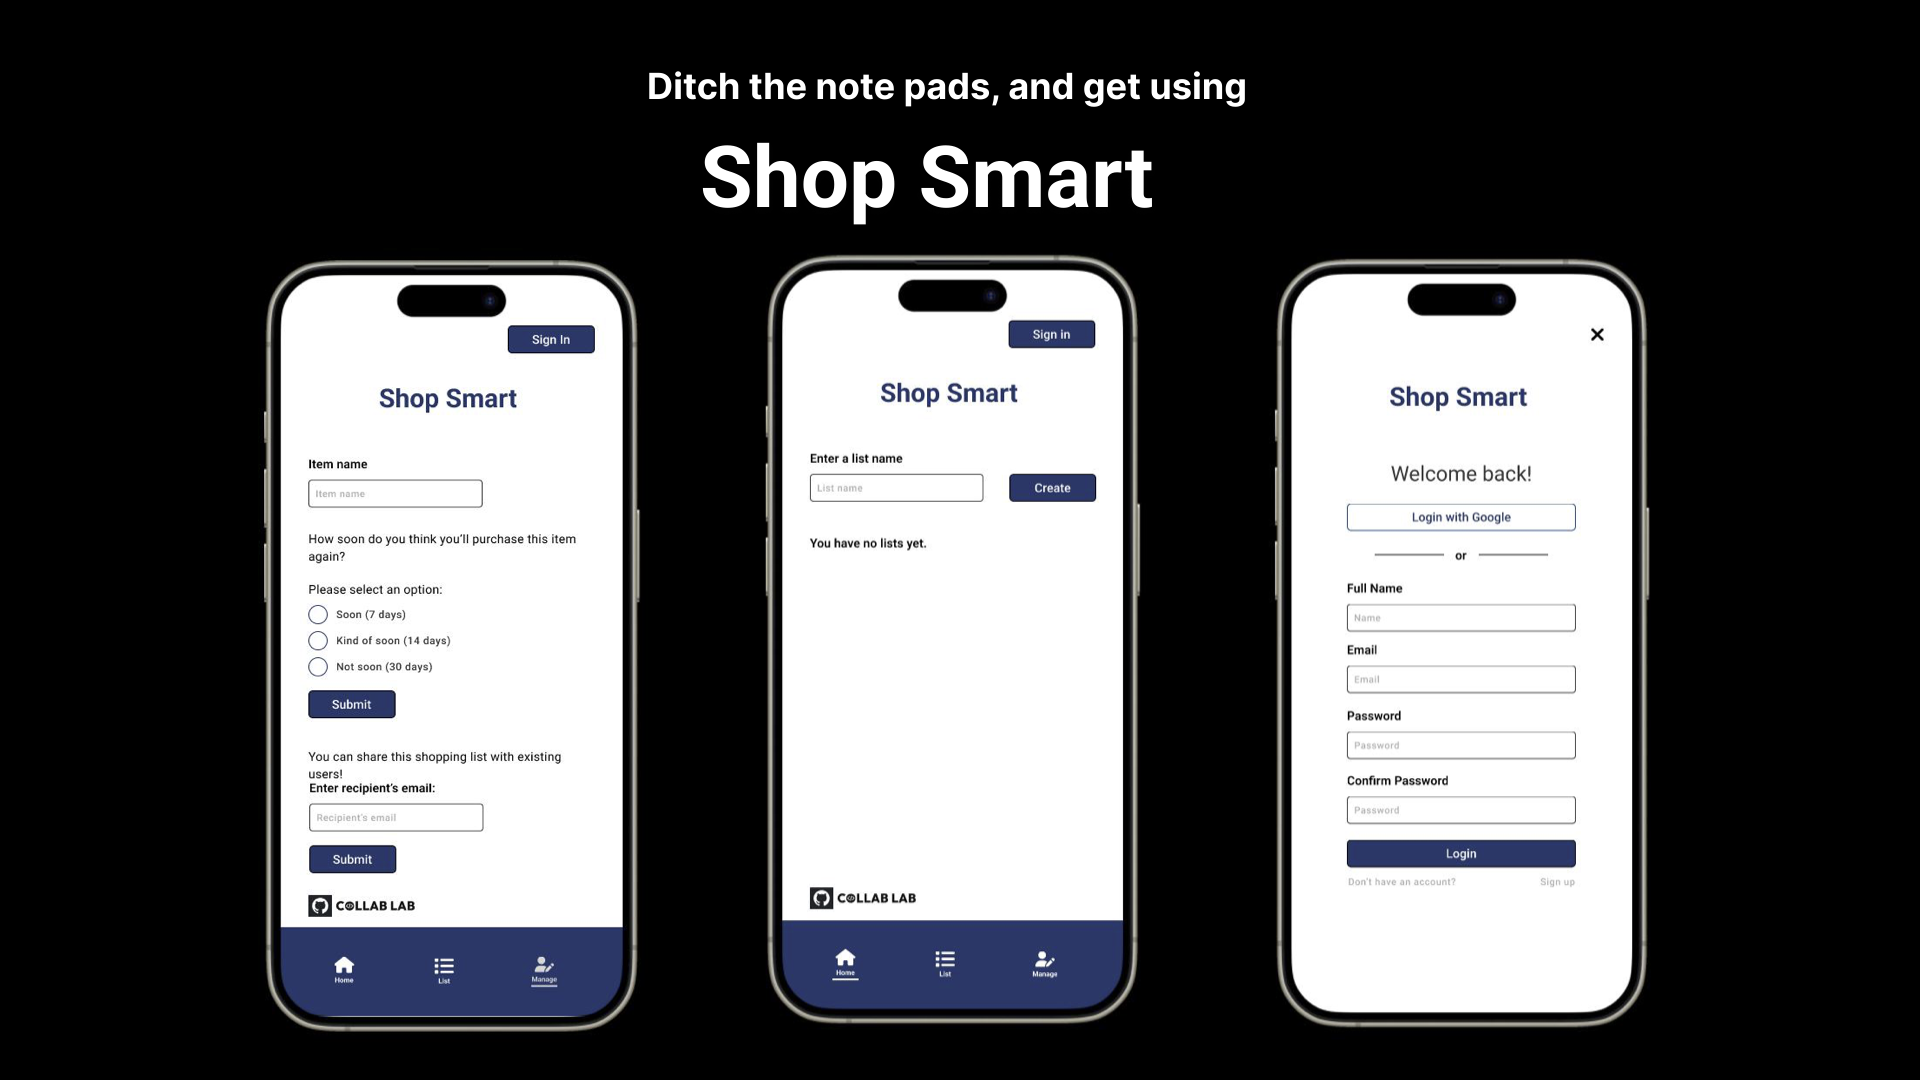 Ditch the note pads, and get using
Shop Smart
Sign In
Shop Smart
Item name
Item name
How soon do you think you'll purchase this item
again?
Please select an option:
Soon (7 days)
Kind of soon (14 days)
Not soon (30 days)
Submit
You can share this shopping list with existing
users!
Enter recipient's email:
Recipient's email
Submit
COLLAB LAB
Home
List
Manage
Sign in
Shop Smart
Enter a list name
List name
Create
You have no lists yet.
COLLAB LAB
Home
List
Manage
Shop Smart
Welcome back!
Login with Google
or
Full Name
Name
Email
Email
Password
Password
Confirm Password
Password
Login
Don't have an account?
Sign up